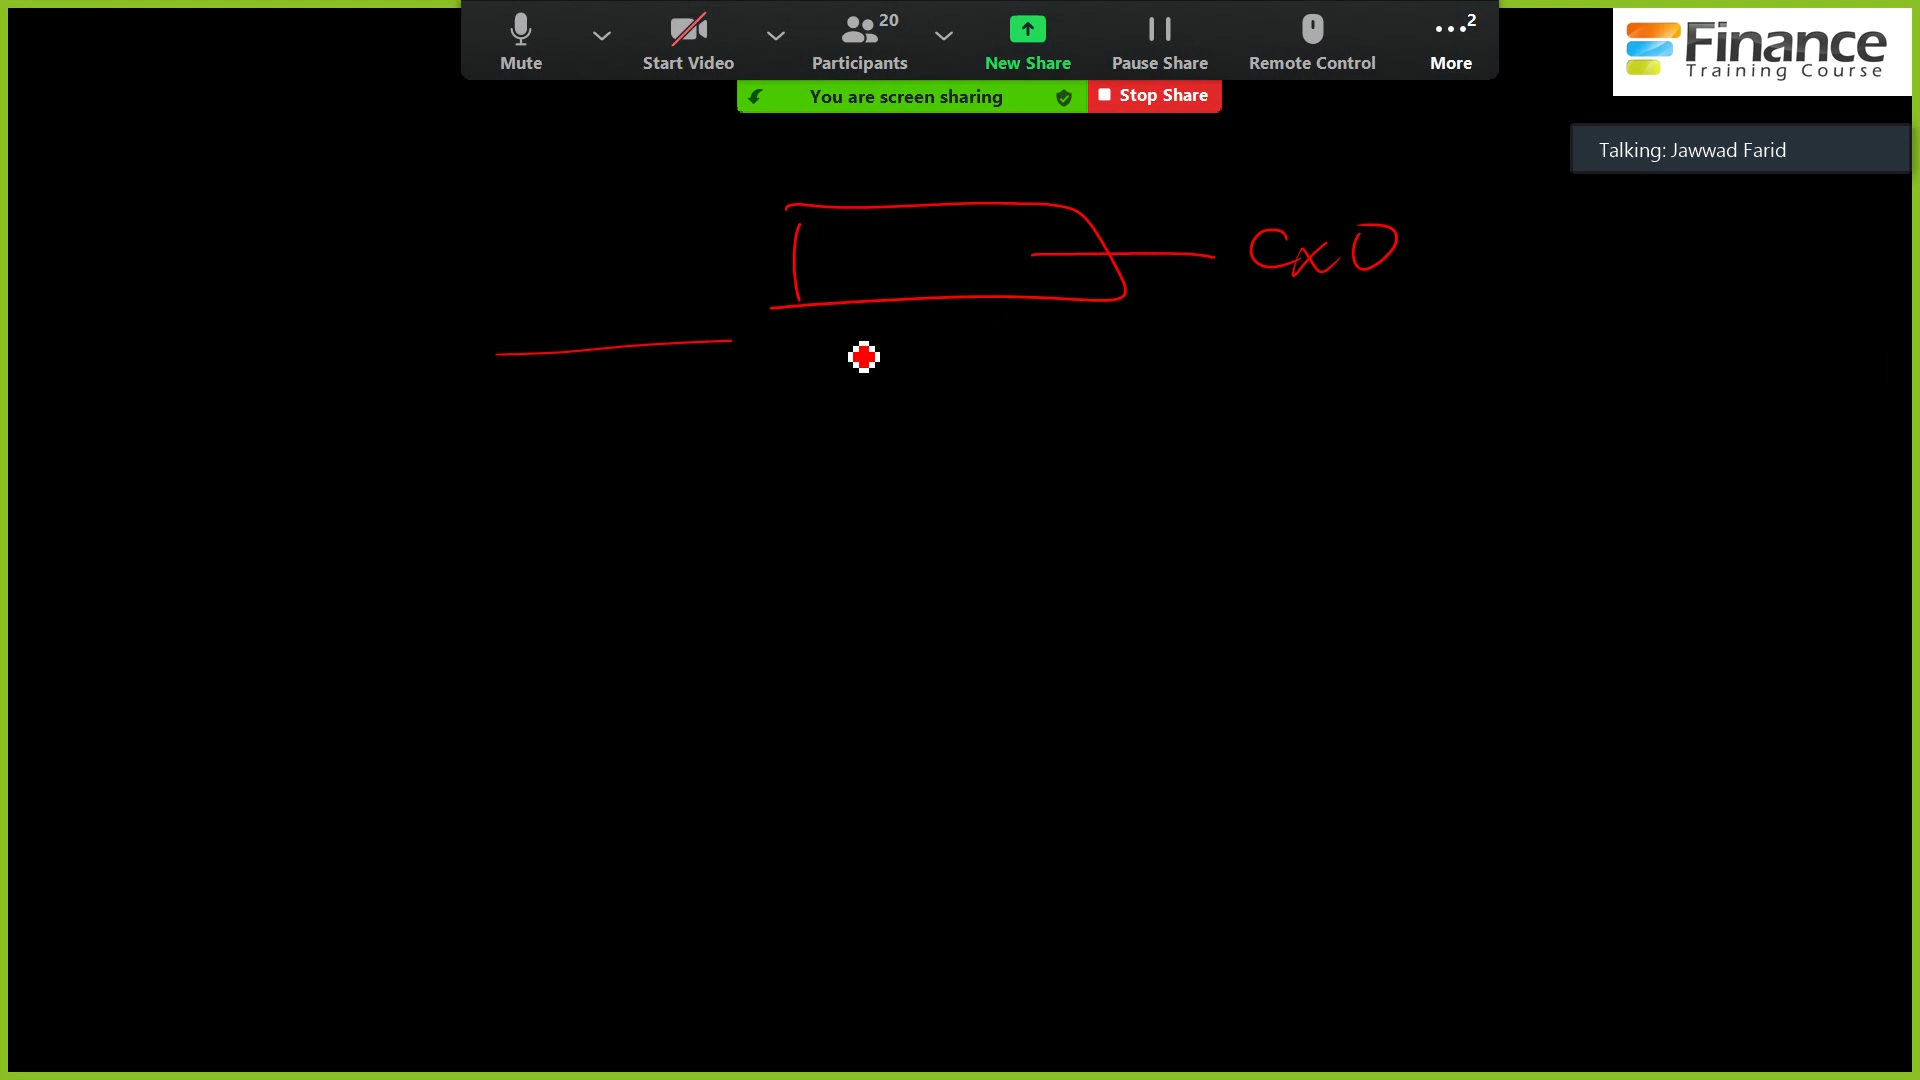 20
2
Mute
Start Video
Participants
New Share
Pause Share
Remote Control
More
You are screen sharing
Stop Share
Finance
Training Course
Talking: Jawwad Farid
CxO